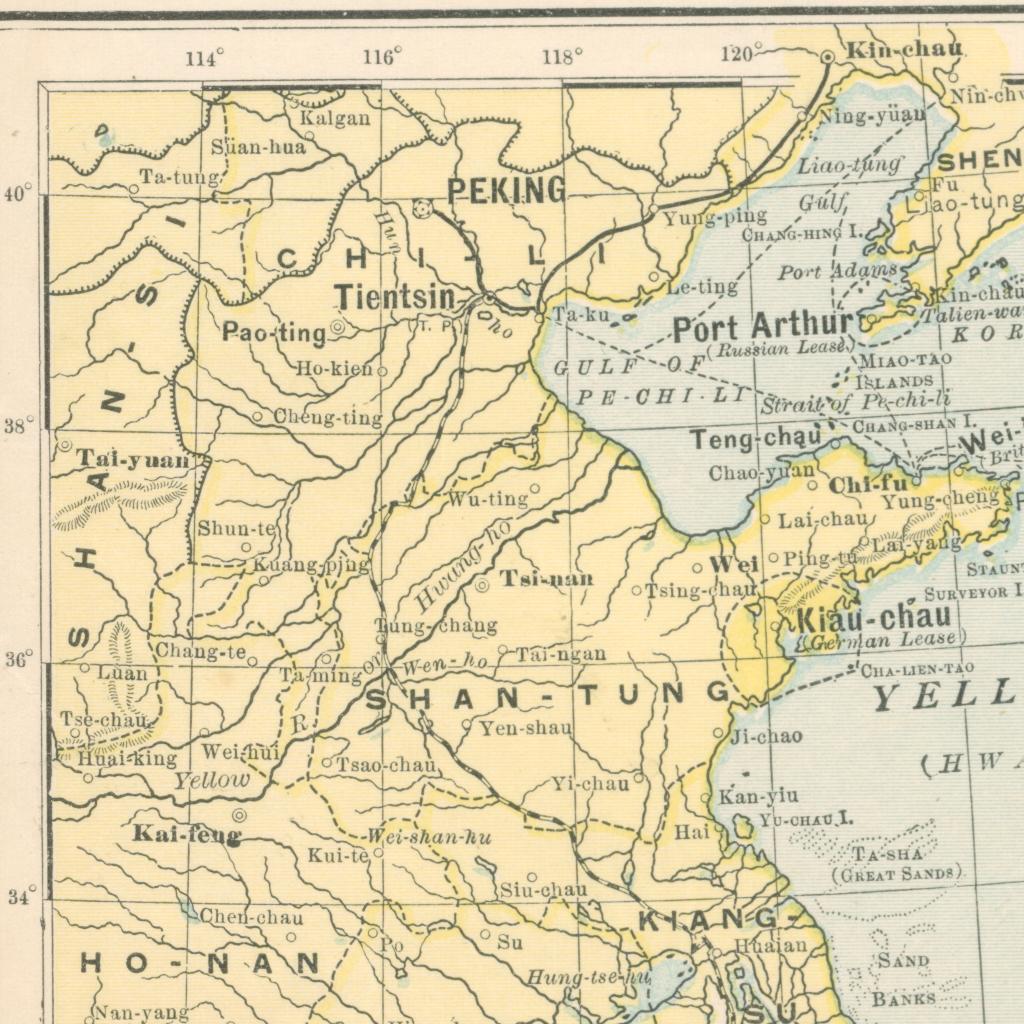 114° 116° 118° 120°
Kin-chau
Kalgan
Nin-ch
Ning-yüan
Süan-hua
SHEN
Ta-tung
Liao-tung
Gulf
40°
PEKING
Fu
Liao-tung
Yung-ping
Hun
CHANG-HING I.
CHI-LI
Port Adams
Le-ting
Kin-chau
Talien-wa
Tientsin
(T. P.)
ho
Ta-ku
Pao-ting
Port Arthur
(Russian Lease)
KOR
MIAO-TAO
ISLANDS
GULF OF
PE-CHI-LI
Ho-kien
Strait of Pe-chi-li
CHANG-SHAN I.
Cheng-ting
38°
Teng-chau
Wei-
Brit
Chao-yuan
Tai-yuan
SHAN-SI
Chi-fu
Wu-ting
Yung-cheng
Lai-chau
Shun-te
Lai-yang
Ping-tu
Kuang-ping
Hwang-ho
or
Yellow
R
Tsi-nan
Wei
Tsing-chau
STAUNT
SURVEYOR I
Kiau-chau
(German Lease)
Tung-chang
Chang-te
36°
Luan
Ta-ming
Wen-ho
Tai-ngan
CHA-LIEN-TAO
SHAN-TUNG
YELL
Tse-chau
Yen-shau
Ji-chao
Wei-hui
Huai-king
Tsao-chau
Yi-chau
(HWA
Kan-yiu
YU-CHAU I.
Kai-feng
Wei-shan-hu
Hai
Kui-te
TA-SHA
(GREAT SANDS)
34°
Siu-chau
Chen-chau
KIANG-
SU
Po
Su
Huaian
HO-NAN
SAND
BANKS
Hung-tse-hu
Nan-yang